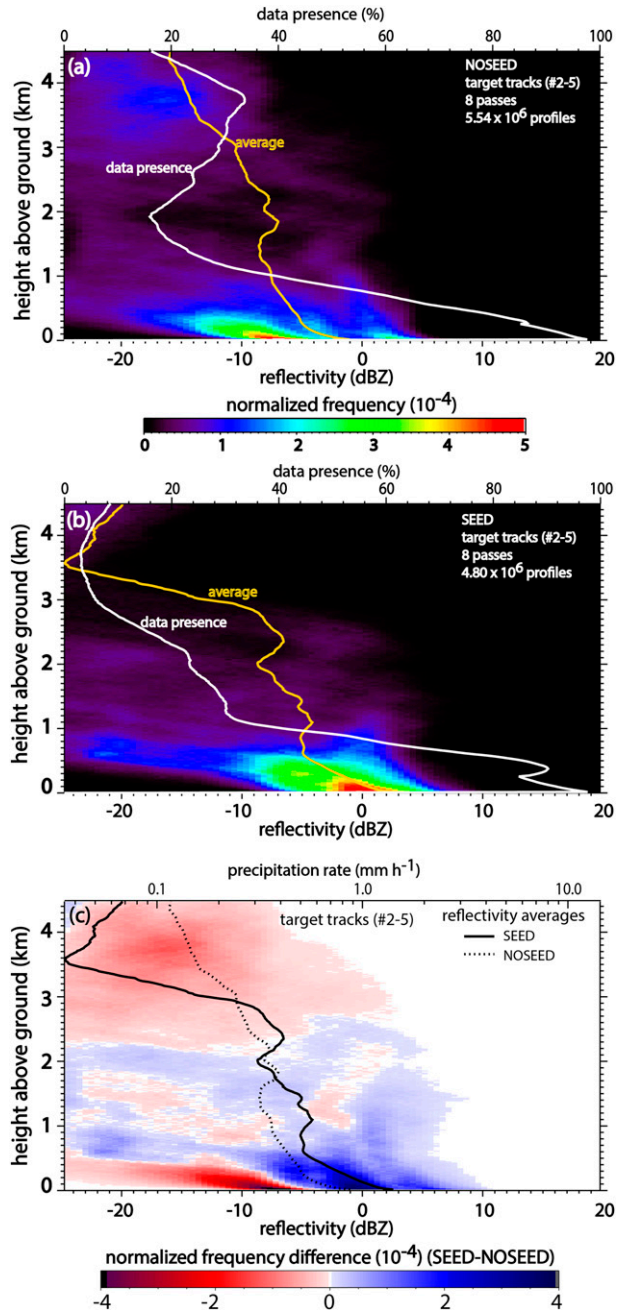 data presence (%)
0 20 40 60 80 100
(a)
NOSEED
target tracks (#2-5)
8 passes
5.54 x 10⁶ profiles
average
data presence
height above ground (km)
4
3
2
1
0
-20 -10 0 10 20
reflectivity (dBZ)
normalized frequency (10⁻⁴)
0 1 2 3 4 5
data presence (%)
0 20 40 60 80 100
(b)
SEED
target tracks (#2-5)
8 passes
4.80 x 10⁶ profiles
average
data presence
height above ground (km)
4
3
2
1
0
-20 -10 0 10 20
reflectivity (dBZ)
precipitation rate (mm h⁻¹)
0.1 1.0 10.0
(c)
target tracks (#2-5)
reflectivity averages
SEED
NOSEED
height above ground (km)
4
3
2
1
0
-20 -10 0 10 20
reflectivity (dBZ)
normalized frequency difference (10⁻⁴) (SEED-NOSEED)
-4 -2 0 2 4